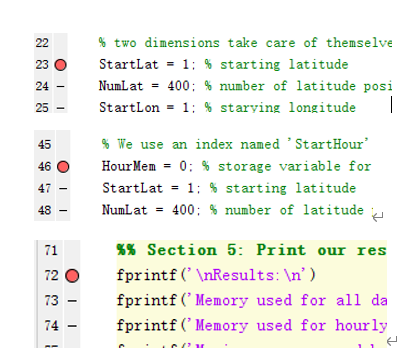 22 % two dimensions take care of themselve
23 StartLat = 1; % starting latitude
24 — NumLat = 400; % number of latitude posi
25 — StartLon = 1; % starying longitude
45 % We use an index named 'StartHour'
46 HourMem = 0; % storage variable for
47 — StartLat = 1; % starting latitude
48 — NumLat = 400; % number of latitude
71 %% Section 5: Print our res
72 fprintf('\nResults:\n')
73 — fprintf('Memory used for all da
74 — fprintf('Memory used for hourly